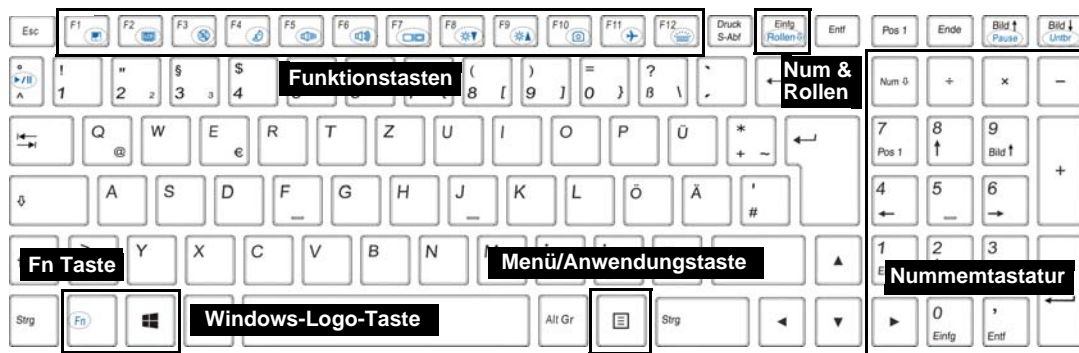 Esc F1 F2 F3 F4 F5 F6 F7 F8 F9 F10 F11 F12 Druck S-Abf Einfg Rollen Entf Pos 1 Ende Bild ↑ Pause Bild ↓ Untbr
Funktionstasten
Num & Rollen
° ^ ! 1 " 2 2 § 3 3 $ 4 ( 8 [ ) 9 ] = 0 } ? ß \ Num ÷ × −
Q @ W E € R T Z U I O P Ü * + ~ 7 Pos 1 8 ↑ 9 Bild ↑ +
A S D F G H J K L Ö Ä ' # 4 ← 5 6 →
Fn Taste
Y X C V B N
Menü/Anwendungstaste
1 2 3
Nummemtastatur
Strg Fn
Windows-Logo-Taste
Alt Gr Strg 0 Einfg , Entf